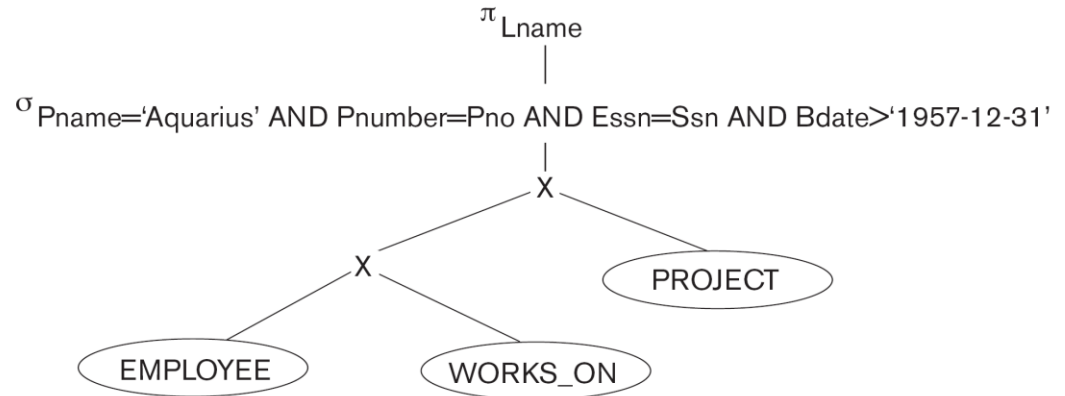 π Lname
σ Pname=‘Aquarius’ AND Pnumber=Pno AND Essn=Ssn AND Bdate>‘1957-12-31’
X
X
PROJECT
EMPLOYEE
WORKS_ON